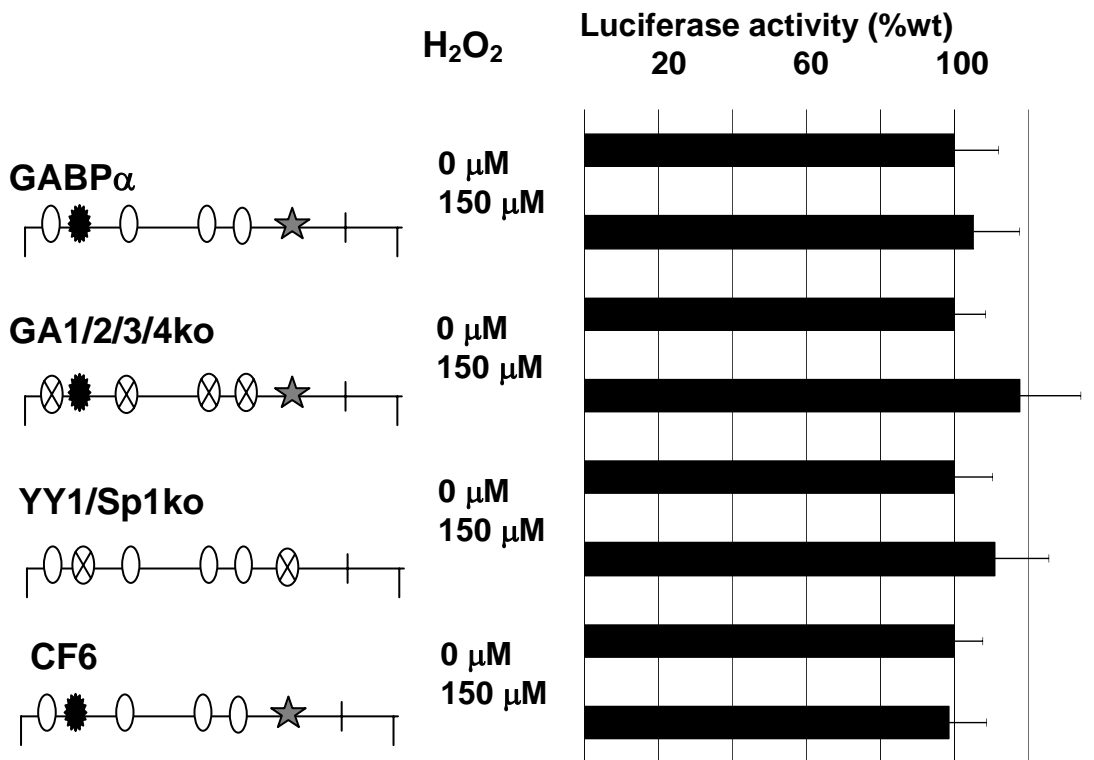 H₂O₂
Luciferase activity (%wt)
20 60 100
GABPα
0 μM
150 μM
GA1/2/3/4ko
0 μM
150 μM
YY1/Sp1ko
0 μM
150 μM
CF6
0 μM
150 μM